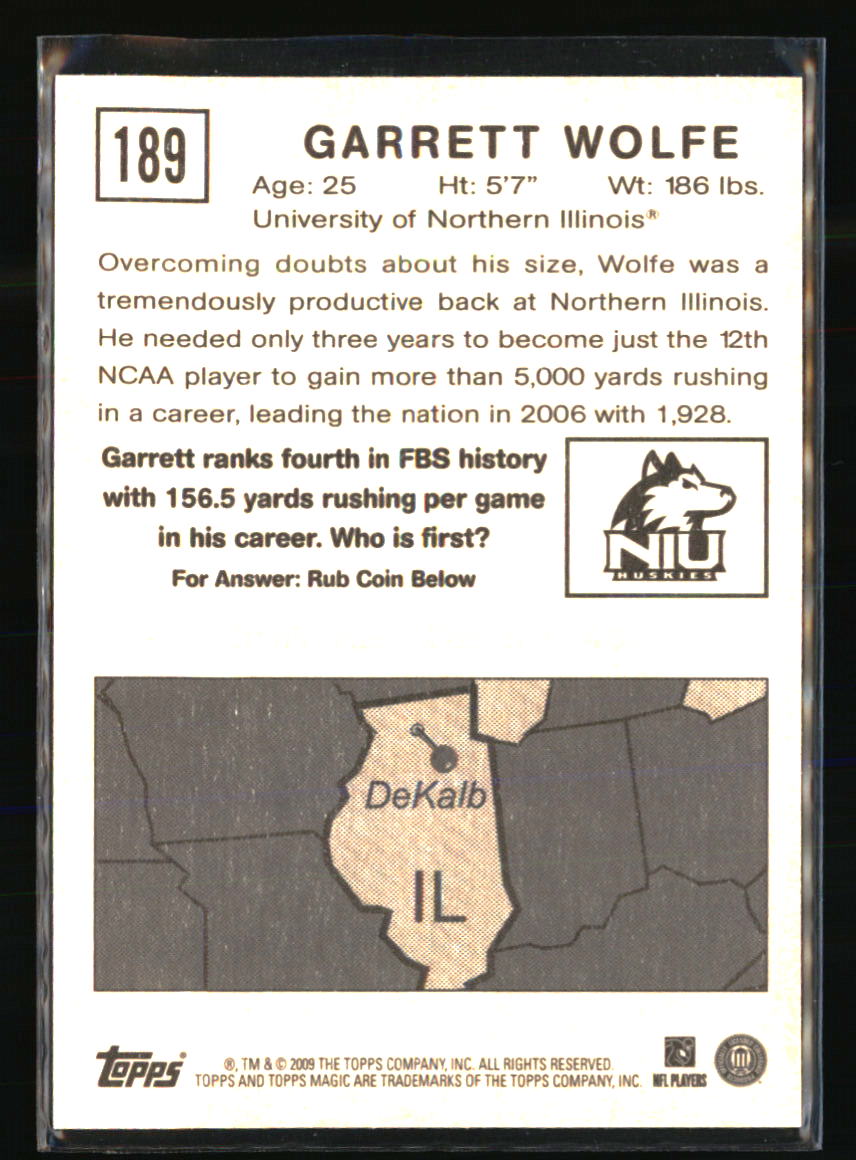 189
GARRETT WOLFE
Age: 25 Ht: 5'7" Wt: 186 lbs.
University of Northern Illinois®
Overcoming doubts about his size, Wolfe was a
tremendously productive back at Northern Illinois.
He needed only three years to become just the 12th
NCAA player to gain more than 5,000 yards rushing
in a career, leading the nation in 2006 with 1,928.
Garrett ranks fourth in FBS history
with 156.5 yards rushing per game
in his career. Who is first?
For Answer: Rub Coin Below
NIU
HUSKIES
DeKalb
IL
Topps®
®, TM & © 2009 THE TOPPS COMPANY, INC. ALL RIGHTS RESERVED.
TOPPS AND TOPPS MAGIC ARE TRADEMARKS OF THE TOPPS COMPANY, INC.
NFL PLAYERS